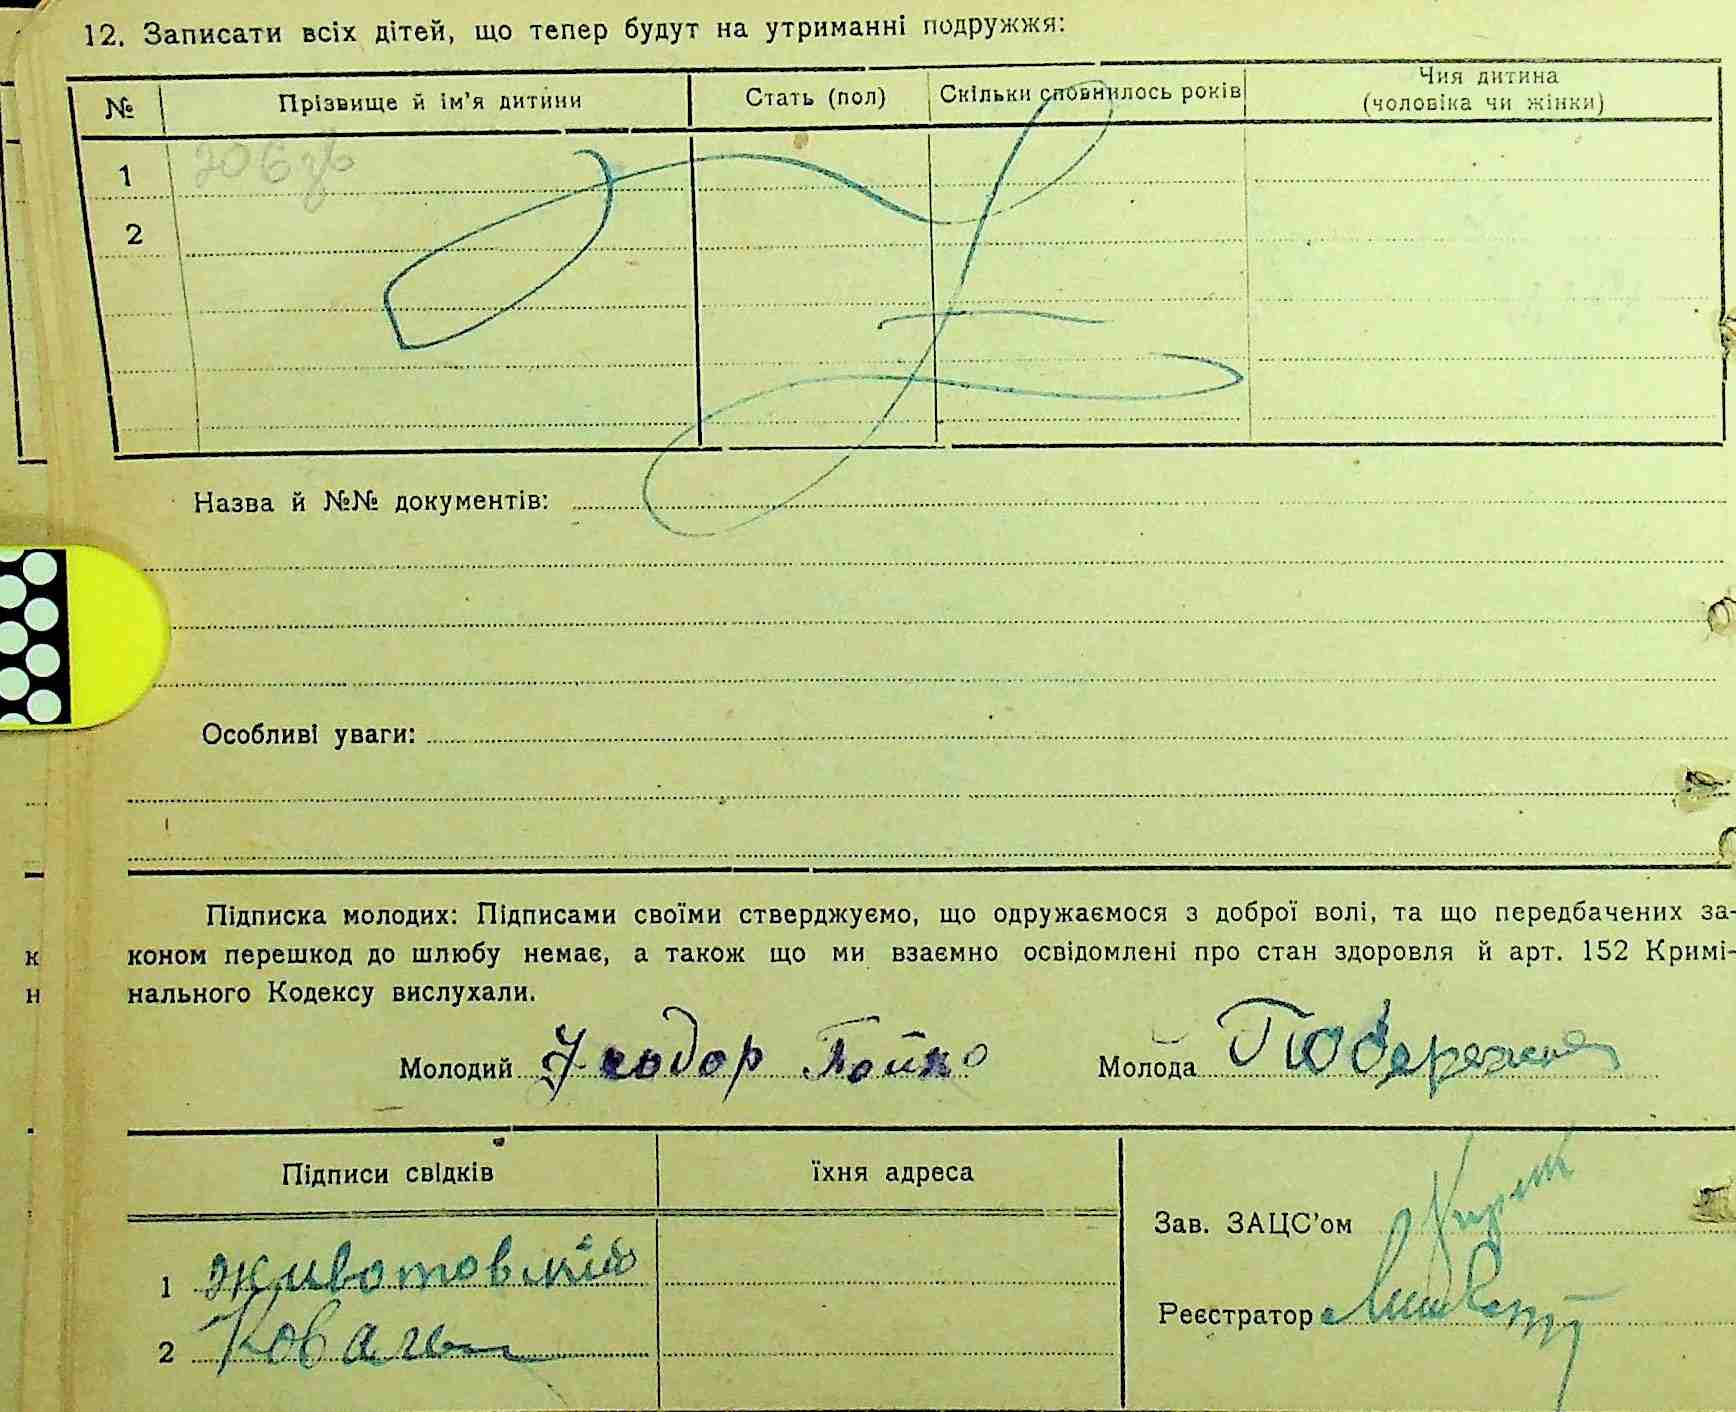 12. Записати всіх дітей, що тепер будут на утриманні подружжя:
№ Прізвище й ім'я дитини Стать (пол) Скільки сповнилось років Чия дитина (чоловіка чи жінки)
1
2
Назва й №№ документів:
Особливі уваги:
Підписка молодих: Підписами своїми стверджуємо, що одружаємося з доброї волі, та що передбачених за-
к коном перешкод до шлюбу немає, а також що ми взаємно освідомлені про стан здоровля й арт. 152 Кримі-
н нального Кодексу вислухали.
Молодий Теодор Бойко Молода Побережна
Підписи свідків їхня адреса
Зав. ЗАЦС'ом
1 Животовский
Реєстратор
2 Коваль